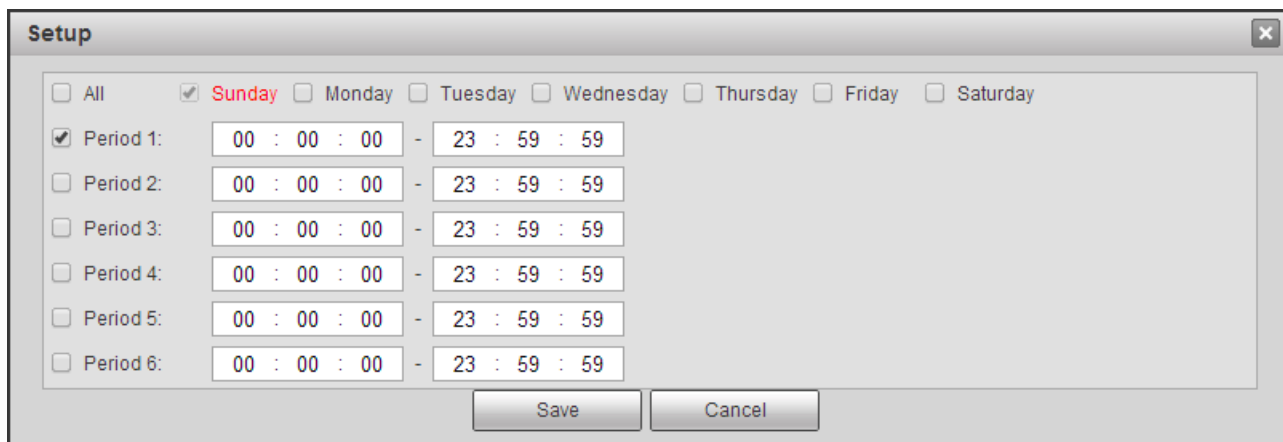 Setup
All Sunday Monday Tuesday Wednesday Thursday Friday Saturday
Period 1: 00 : 00 : 00 - 23 : 59 : 59
Period 2: 00 : 00 : 00 - 23 : 59 : 59
Period 3: 00 : 00 : 00 - 23 : 59 : 59
Period 4: 00 : 00 : 00 - 23 : 59 : 59
Period 5: 00 : 00 : 00 - 23 : 59 : 59
Period 6: 00 : 00 : 00 - 23 : 59 : 59
Save Cancel